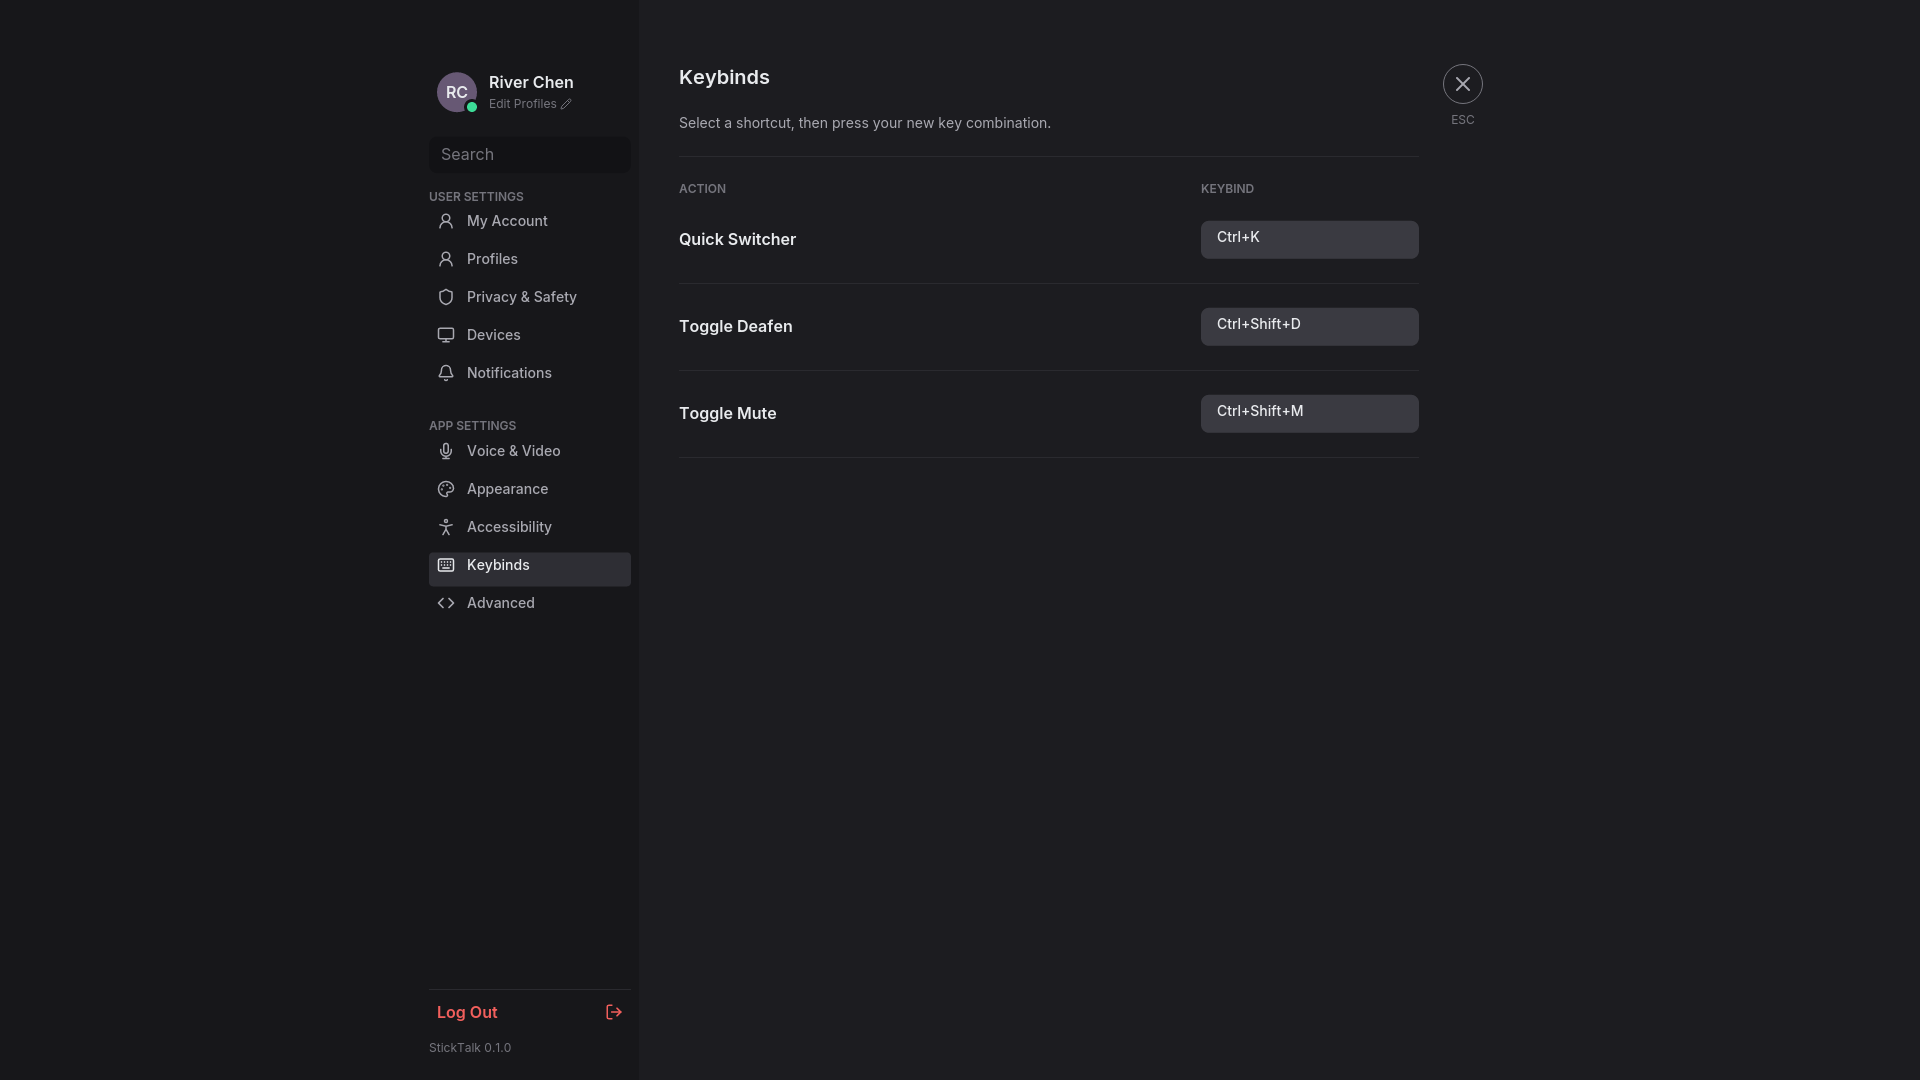 RC
River Chen
Edit Profiles
Search
USER SETTINGS
My Account
Profiles
Privacy & Safety
Devices
Notifications
APP SETTINGS
Voice & Video
Appearance
Accessibility
Keybinds
Advanced
Log Out
StickTalk 0.1.0
Keybinds
Select a shortcut, then press your new key combination.
ACTION KEYBIND
Quick Switcher Ctrl+K
Toggle Deafen Ctrl+Shift+D
Toggle Mute Ctrl+Shift+M
ESC